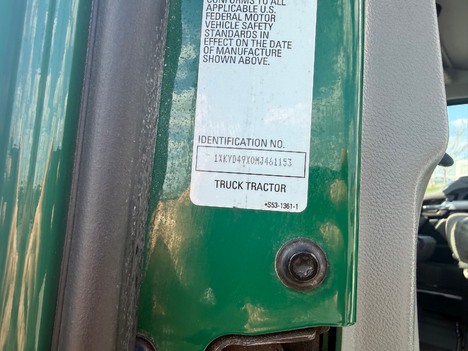 CONFORMS TO ALL
APPLICABLE U.S.
FEDERAL MOTOR
VEHICLE SAFETY
STANDARDS IN
EFFECT ON THE DATE
OF MANUFACTURE
SHOWN ABOVE.
IDENTIFICATION NO.
1XKYD49X0MJ461153
TRUCK TRACTOR
*S53-1361-1